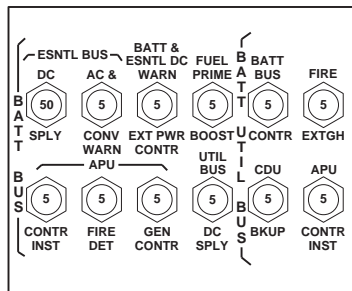 BATT &
ESNTL BUS ESNTL DC FUEL BATT
DC AC & WARN PRIME BUS FIRE
50 5 5 5 5 5
SPLY CONV EXT PWR BOOST CONTR EXTGH
WARN CONTR
BATT BUS
BATT UTIL BUS
APU UTIL
BUS CDU APU
5 5 5 5 5 5
CONTR FIRE GEN DC BKUP CONTR
INST DET CONTR SPLY INST